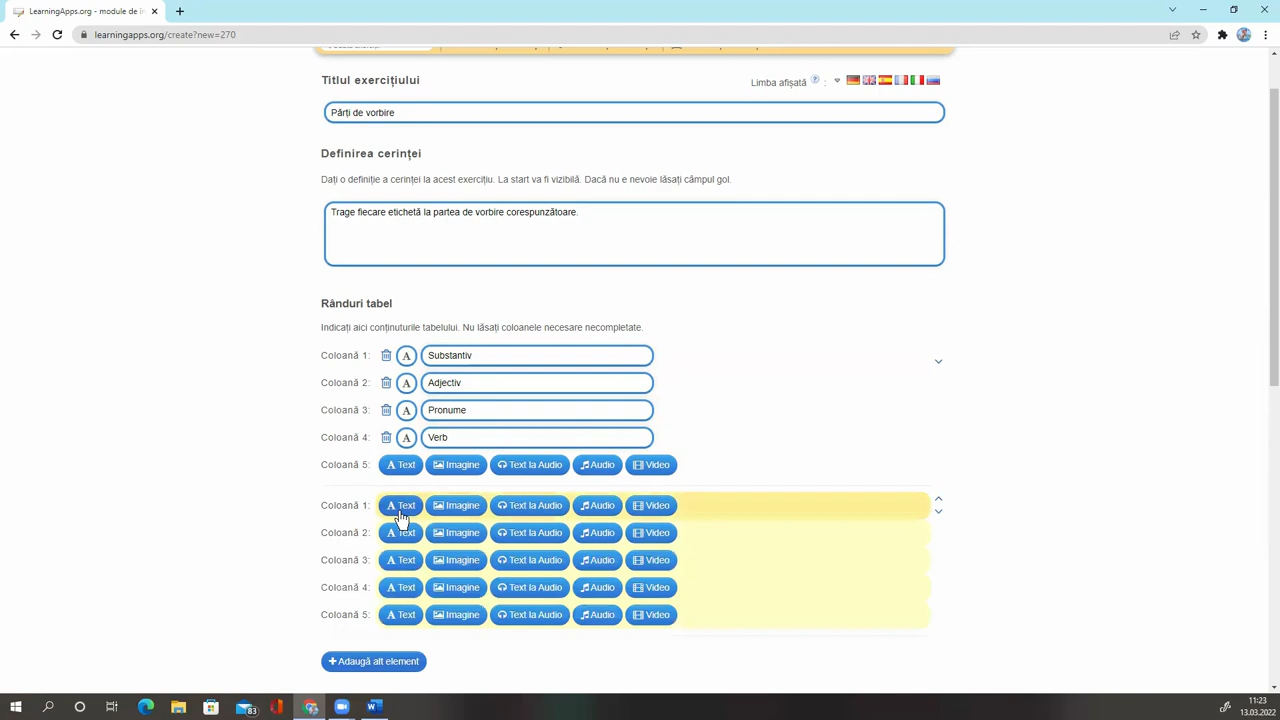 LearningApps.org - module de în
learningapps.org/create?new=270
Titlul exercițiului
Limba afișată ? :
Părți de vorbire
Definirea cerinței
Dați o definiție a cerinței la acest exercițiu. La start va fi vizibilă. Dacă nu e nevoie lăsați câmpul gol.
Trage fiecare etichetă la partea de vorbire corespunzătoare.
Rânduri tabel
Indicați aici conținuturile tabelului. Nu lăsați coloanele necesare necompletate.
Coloană 1: A Substantiv
Coloană 2: A Adjectiv
Coloană 3: A Pronume
Coloană 4: A Verb
Coloană 5: A Text Imagine Text la Audio Audio Video
Coloană 1: A Text Imagine Text la Audio Audio Video
Coloană 2: A Text Imagine Text la Audio Audio Video
Coloană 3: A Text Imagine Text la Audio Audio Video
Coloană 4: A Text Imagine Text la Audio Audio Video
Coloană 5: A Text Imagine Text la Audio Audio Video
+ Adaugă alt element
83
11:23
13.03.2022